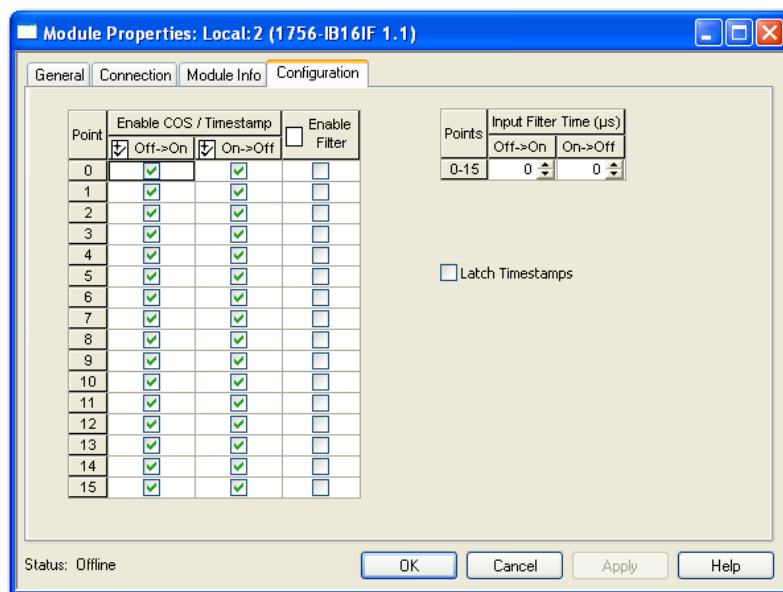 Module Properties: Local:2 (1756-IB16IF 1.1)
General Connection Module Info Configuration
Point Enable COS / Timestamp Enable Filter
Off->On On->Off
0
1
2
3
4
5
6
7
8
9
10
11
12
13
14
15
Points Input Filter Time (µs)
Off->On On->Off
0-15 0 0
Latch Timestamps
Status: Offline OK Cancel Apply Help